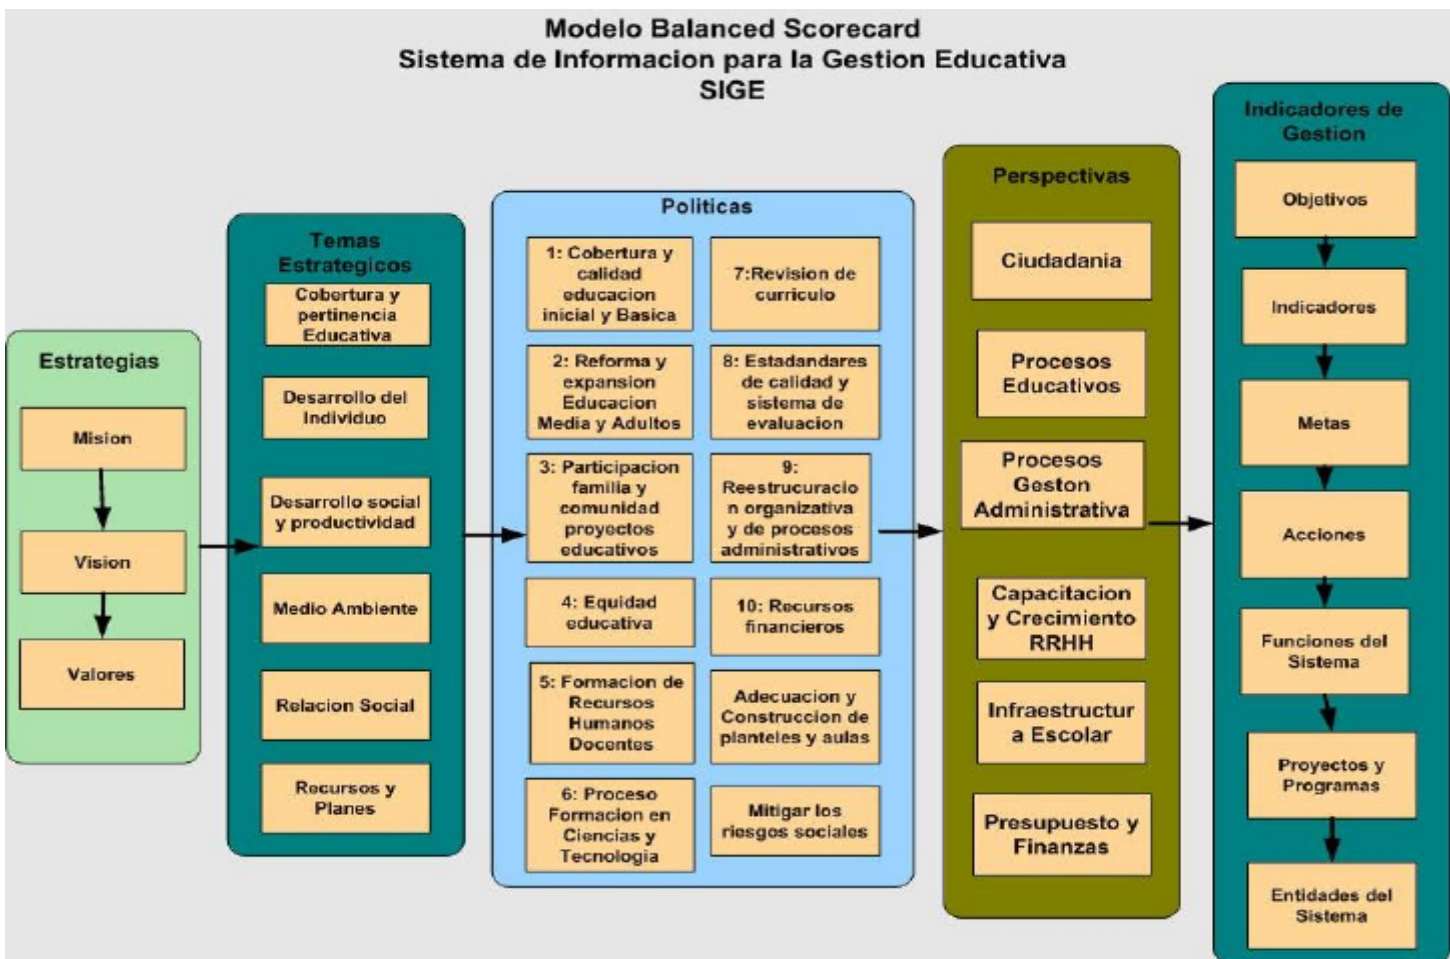 Modelo Balanced Scorecard
Sistema de Informacion para la Gestion Educativa
SIGE
Estrategias
Mision
Vision
Valores
Temas
Estrategicos
Cobertura y
pertinencia
Educativa
Desarrollo del
Individuo
Desarrollo social
y productividad
Medio Ambiente
Relacion Social
Recursos y
Planes
Politicas
1: Cobertura y
calidad
educacion
inicial y Basica
2: Reforma y
expansion
Educacion
Media y Adultos
3: Participacion
familia y
comunidad
proyectos
educativos
4: Equidad
educativa
5: Formacion de
Recursos
Humanos
Docentes
6: Proceso
Formacion en
Ciencias y
Tecnologia
7:Revision de
curriculo
8: Estadandares
de calidad y
sistema de
evaluacion
9:
Reestrucuracio
n organizativa
y de procesos
administrativos
10: Recursos
financieros
Adecuacion y
Construccion de
planteles y aulas
Mitigar los
riesgos sociales
Perspectivas
Ciudadania
Procesos
Educativos
Procesos
Geston
Administrativa
Capacitacion
y Crecimiento
RRHH
Infraestructur
a Escolar
Presupuesto y
Finanzas
Indicadores de
Gestion
Objetivos
Indicadores
Metas
Acciones
Funciones del
Sistema
Proyectos y
Programas
Entidades del
Sistema